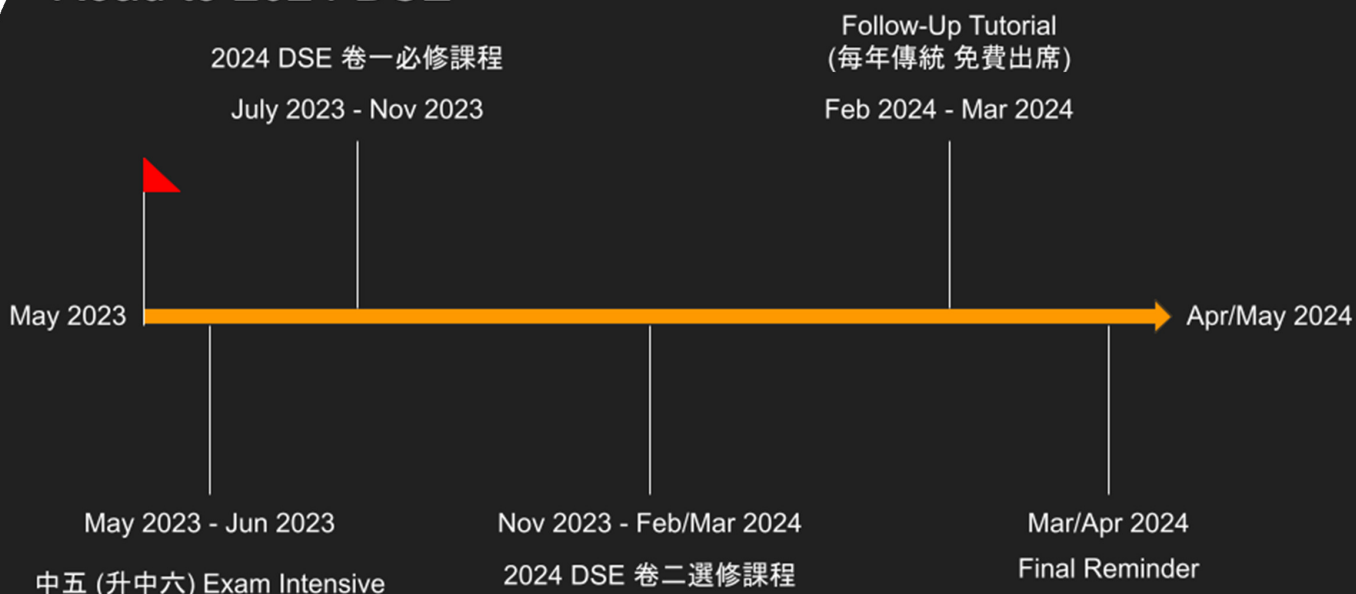 2024 DSE 卷一必修課程
July 2023 - Nov 2023
Follow-Up Tutorial
(每年傳統 免費出席)
Feb 2024 - Mar 2024
May 2023
Apr/May 2024
May 2023 - Jun 2023
中五 (升中六) Exam Intensive
Nov 2023 - Feb/Mar 2024
2024 DSE 卷二選修課程
Mar/Apr 2024
Final Reminder